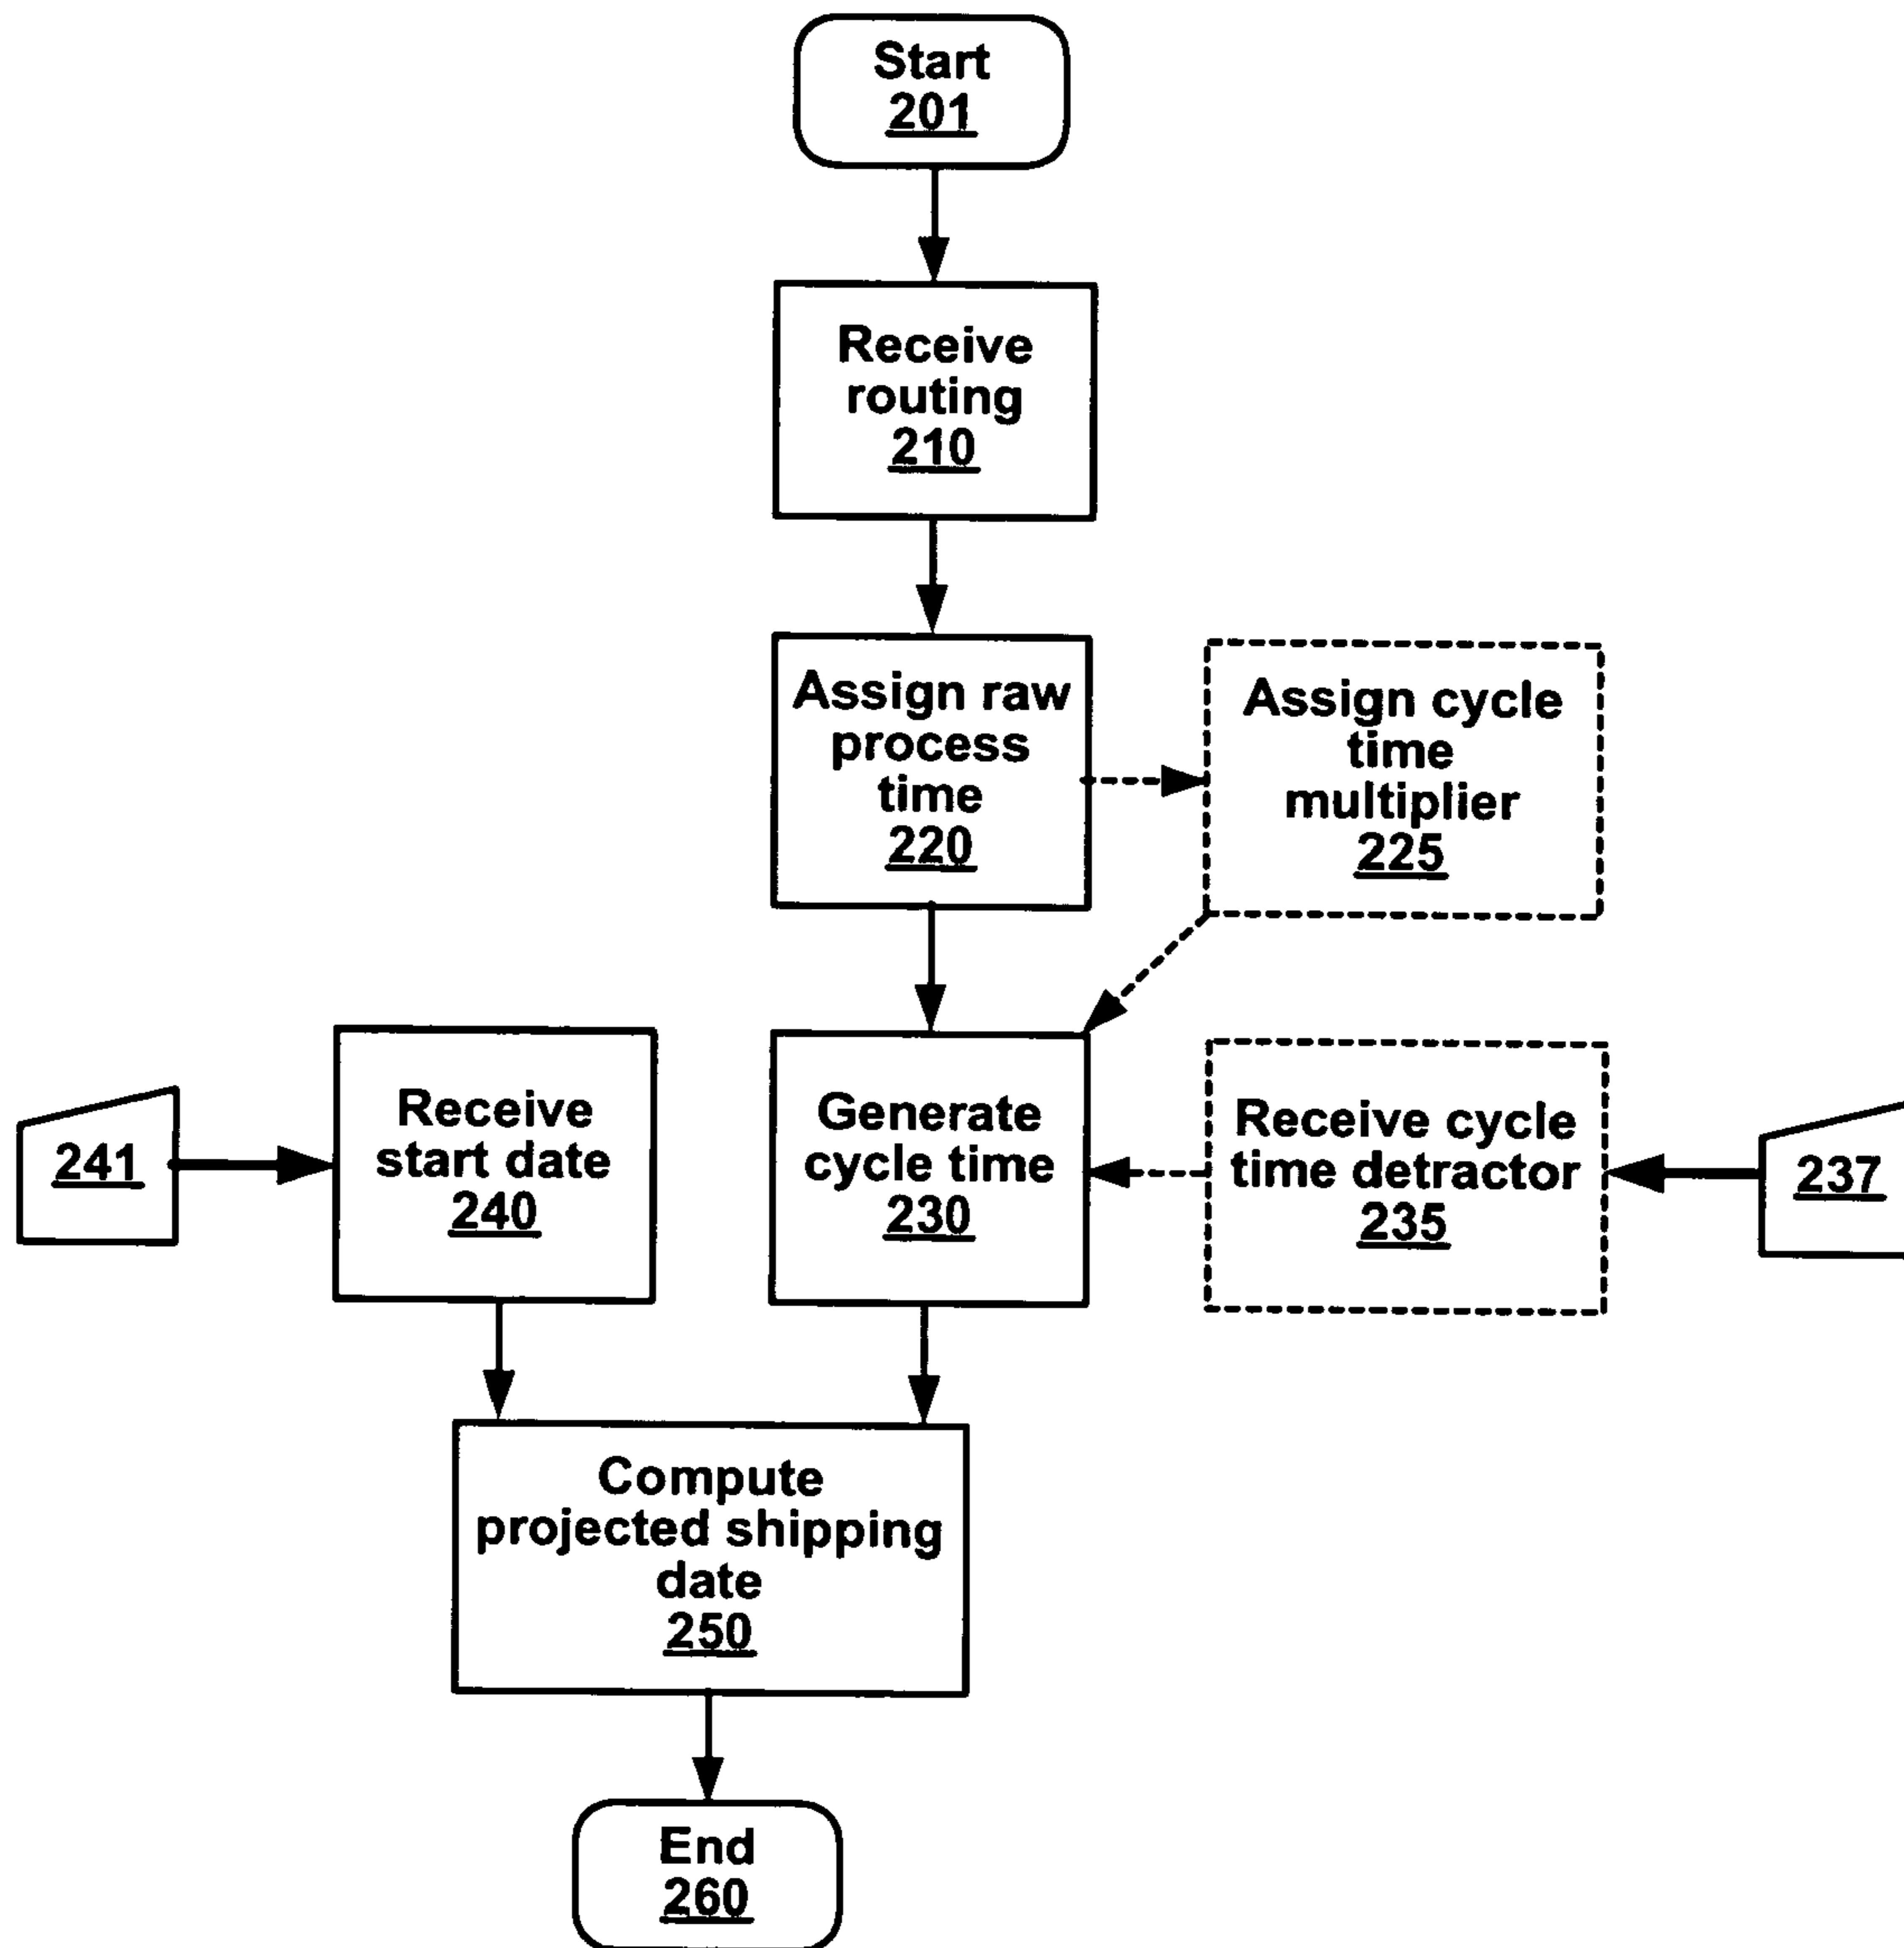 Start
201
Receive
routing
210
Assign raw
process
time
220
Assign cycle
time
multiplier
225
241
Receive
start date
240
Generate
cycle time
230
Receive cycle
time detractor
235
237
Compute
projected shipping
date
250
End
260